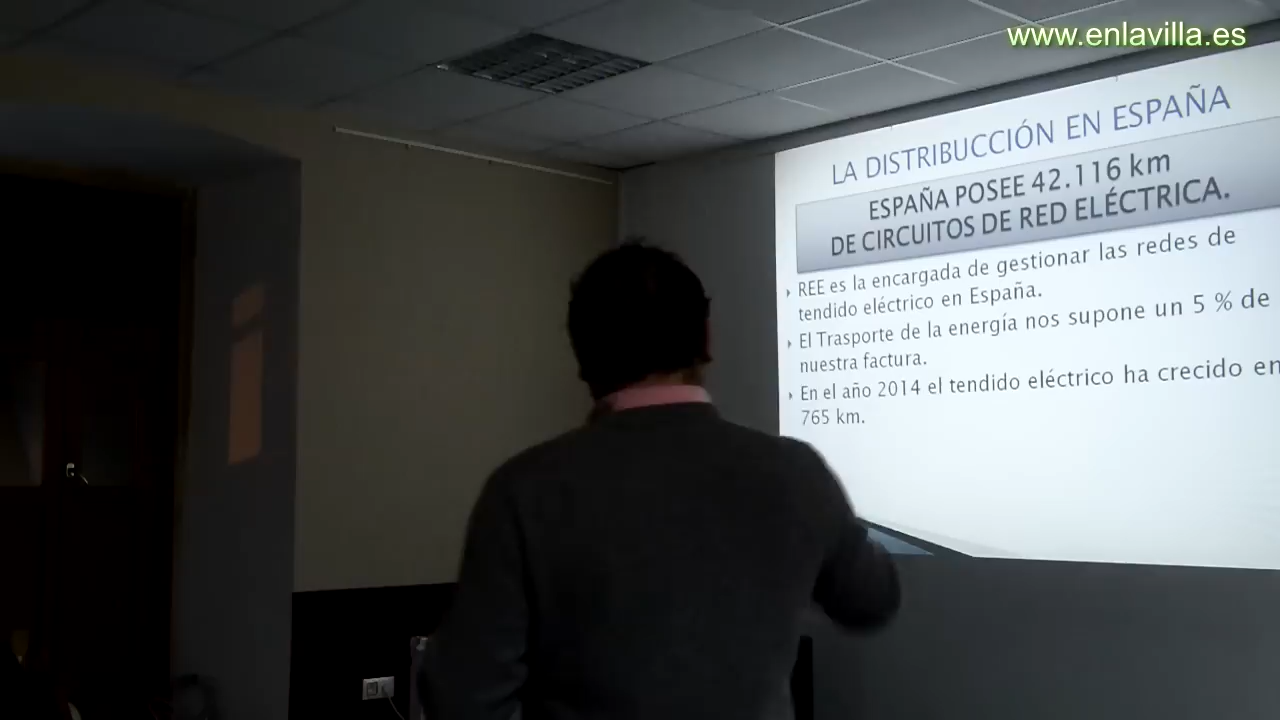 www.enlavilla.es
LA DISTRIBUCCIÓN EN ESPAÑA
ESPAÑA POSEE 42.116 km
DE CIRCUITOS DE RED ELÉCTRICA.
REE es la encargada de gestionar las redes de
tendido eléctrico en España.
El Trasporte de la energía nos supone un 5 % de
nuestra factura.
En el año 2014 el tendido eléctrico ha crecido en
765 km.